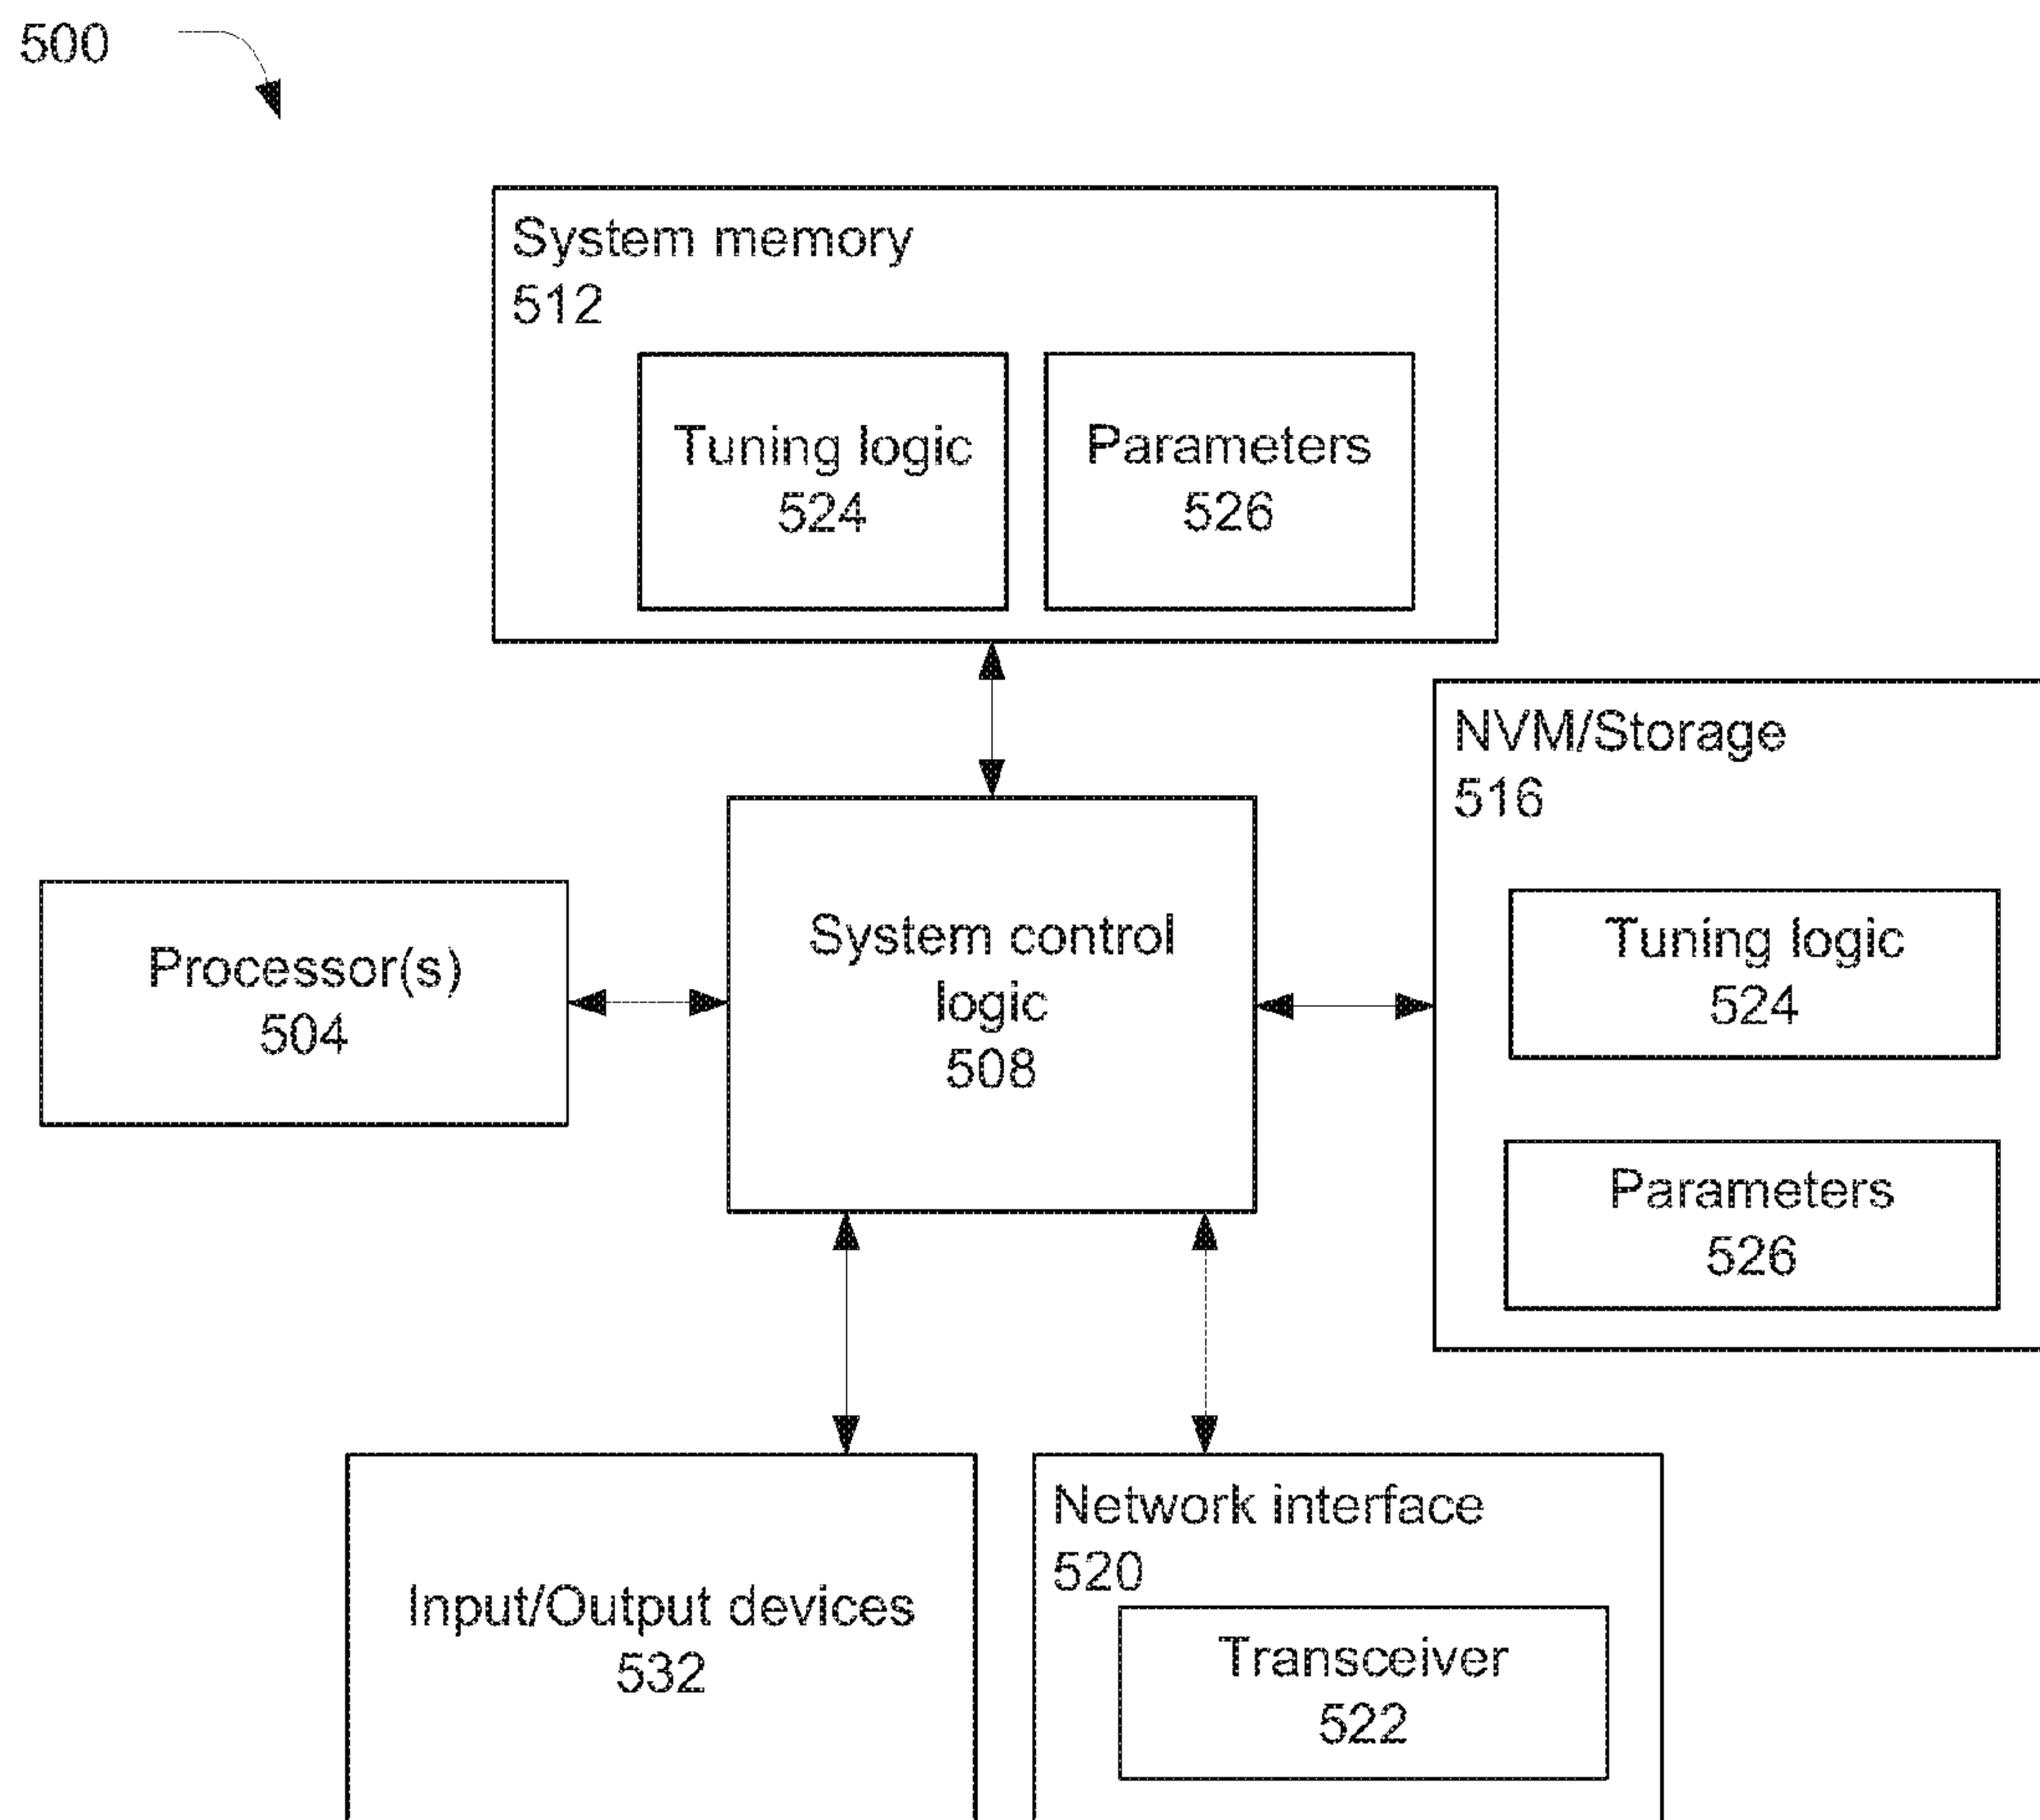 500
System memory
512
Tuning logic
524
Parameters
526
NVM/Storage
516
Tuning logic
524
Parameters
526
System control
logic
508
Processor(s)
504
Input/Output devices
532
Network interface
520
Transceiver
522